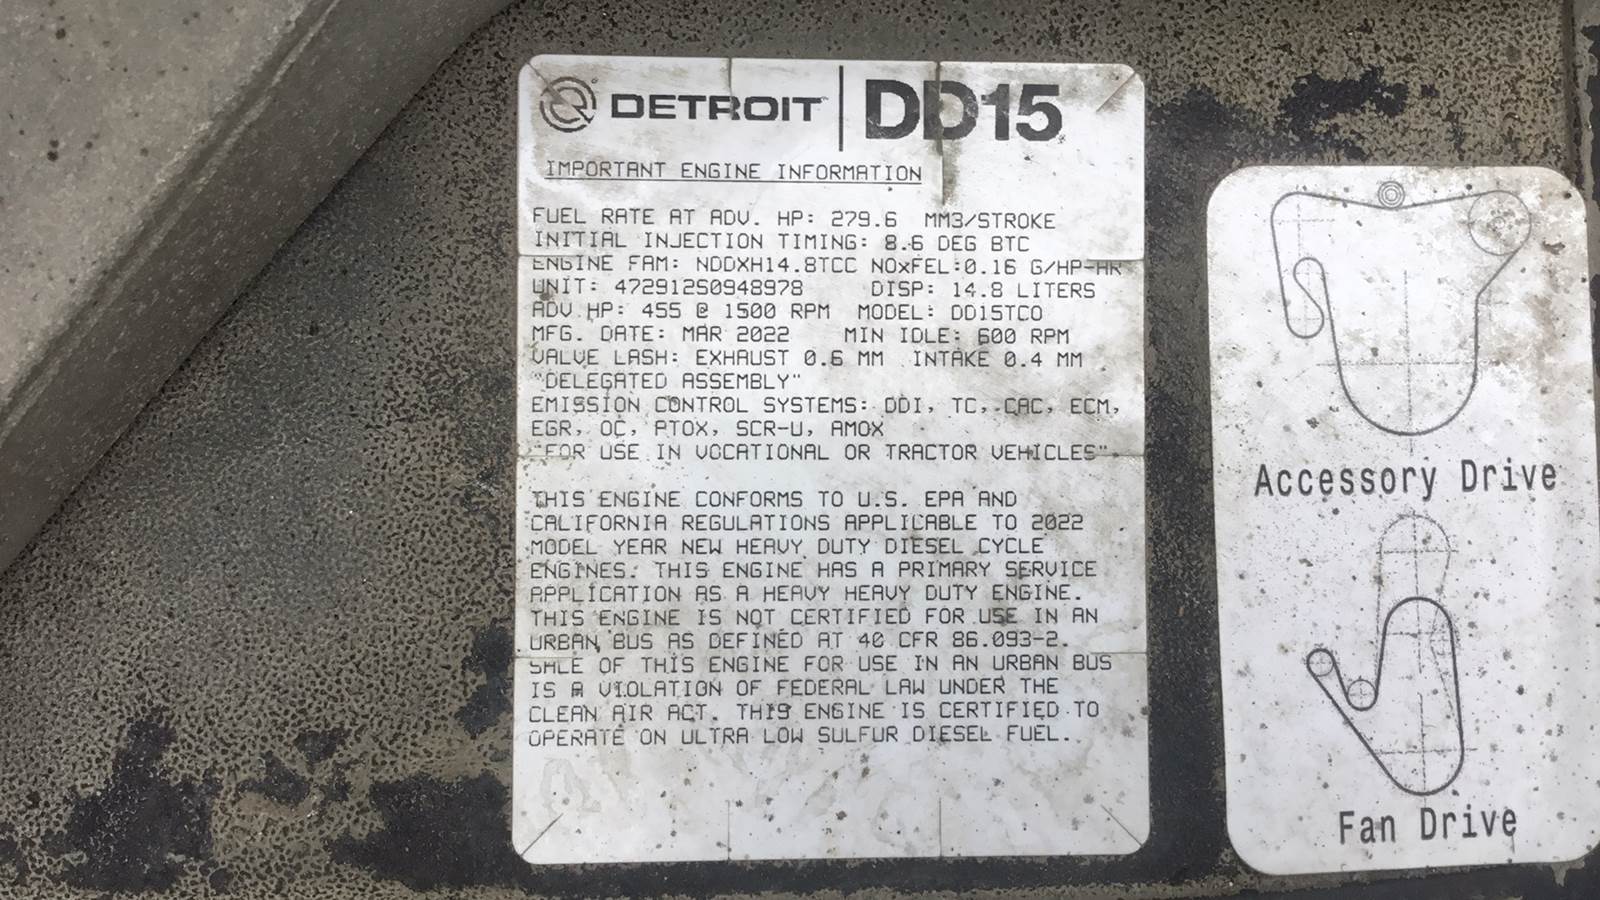 DETROIT DD15
IMPORTANT ENGINE INFORMATION
FUEL RATE AT ADV. HP: 279.6 MM3/STROKE
INITIAL INJECTION TIMING: 8.6 DEG BTC
ENGINE FAM: NDDXH14.8TCC NOxFEL:0.16 G/HP-HR
UNIT: 472912S0948978 DISP: 14.8 LITERS
ADV.HP: 455 @ 1500 RPM MODEL: DD15TCO
MFG. DATE: MAR 2022 MIN IDLE: 600 RPM
VALVE LASH: EXHAUST 0.6 MM INTAKE 0.4 MM
"DELEGATED ASSEMBLY"
EMISSION CONTROL SYSTEMS: DDI, TC, CAC, ECM,
EGR, OC, PTOX, SCR-U, AMOX
"FOR USE IN VOCATIONAL OR TRACTOR VEHICLES"
THIS ENGINE CONFORMS TO U.S. EPA AND
CALIFORNIA REGULATIONS APPLICABLE TO 2022
MODEL YEAR NEW HEAVY DUTY DIESEL CYCLE
ENGINES. THIS ENGINE HAS A PRIMARY SERVICE
APPLICATION AS A HEAVY HEAVY DUTY ENGINE.
THIS ENGINE IS NOT CERTIFIED FOR USE IN AN
URBAN BUS AS DEFINED AT 40 CFR 86.093-2.
SALE OF THIS ENGINE FOR USE IN AN URBAN BUS
IS A VIOLATION OF FEDERAL LAW UNDER THE
CLEAN AIR ACT. THIS ENGINE IS CERTIFIED TO
OPERATE ON ULTRA LOW SULFUR DIESEL FUEL.
Accessory Drive
Fan Drive